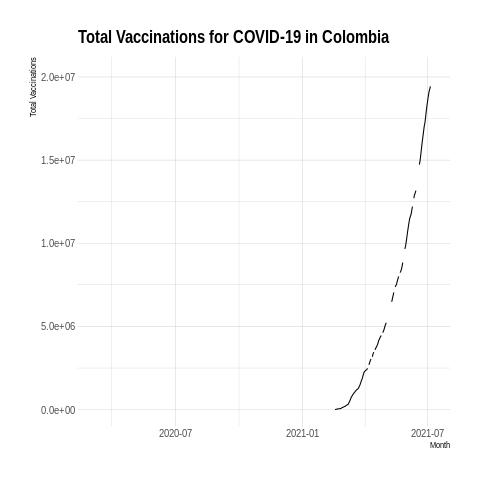 Total Vaccinations for COVID-19 in Colombia
Total Vaccinations
2.0e+07
1.5e+07
1.0e+07
5.0e+06
0.0e+00
2020-07
2021-01
2021-07
Month